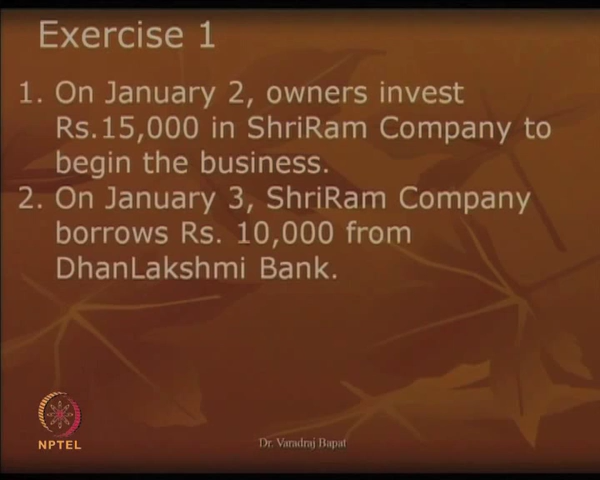 Exercise 1
1. On January 2, owners invest
Rs.15,000 in ShriRam Company to
begin the business.
2. On January 3, ShriRam Company
borrows Rs. 10,000 from
DhanLakshmi Bank.
NPTEL
Dr. Varadraj Bapat